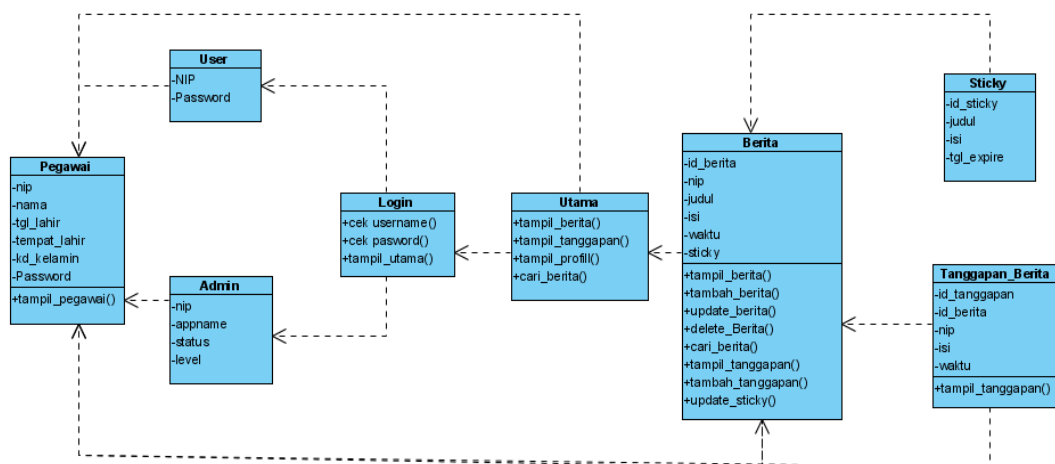 User
-NIP
-Password
Pegawai
-nip
-nama
-tgl_lahir
-tempat_lahir
-kd_kelamin
-Password
+tampil_pegawai()
Admin
-nip
-appname
-status
-level
Login
+cek username()
+cek pasword()
+tampil_utama()
Utama
+tampil_berita()
+tampil_tanggapan()
+tampil_profill()
+cari_berita()
Berita
-id_berita
-nip
-judul
-isi
-waktu
-sticky
+tampil_berita()
+tambah_berita()
+update_berita()
+delete_Berita()
+cari_berita()
+tampil_tanggapan()
+tambah_tanggapan()
+update_sticky()
Sticky
-id_sticky
-judul
-isi
-tgl_expire
Tanggapan_Berita
-id_tanggapan
-id_berita
-nip
-isi
-waktu
+tampil_tanggapan()